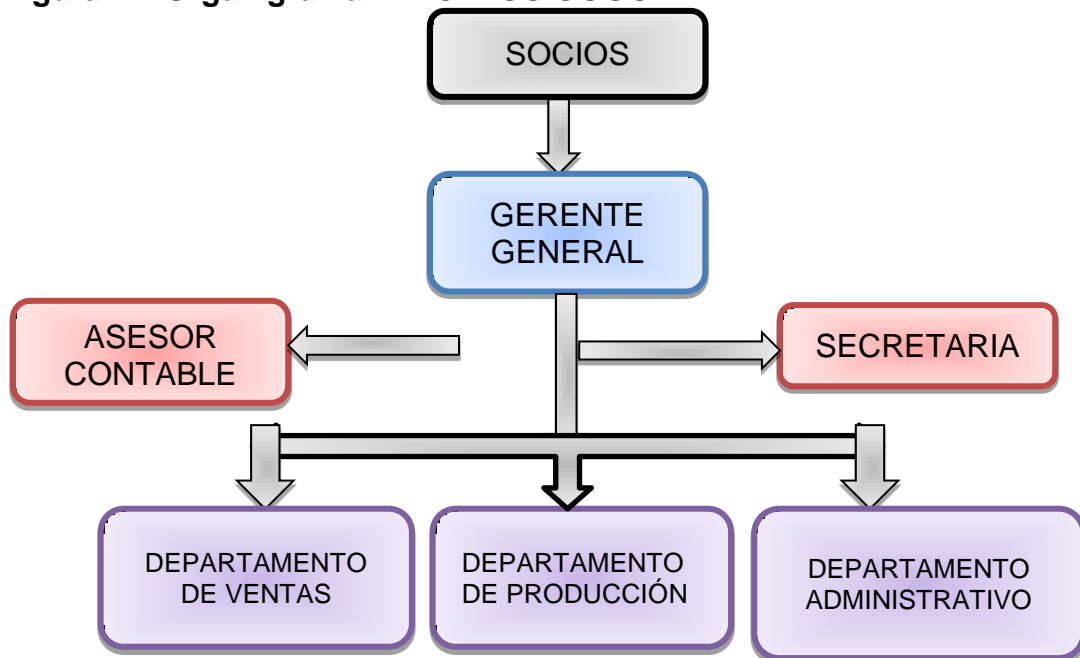 SOCIOS
GERENTE
GENERAL
ASESOR
CONTABLE
SECRETARIA
DEPARTAMENTO
DE VENTAS
DEPARTAMENTO
DE PRODUCCIÓN
DEPARTAMENTO
ADMINISTRATIVO